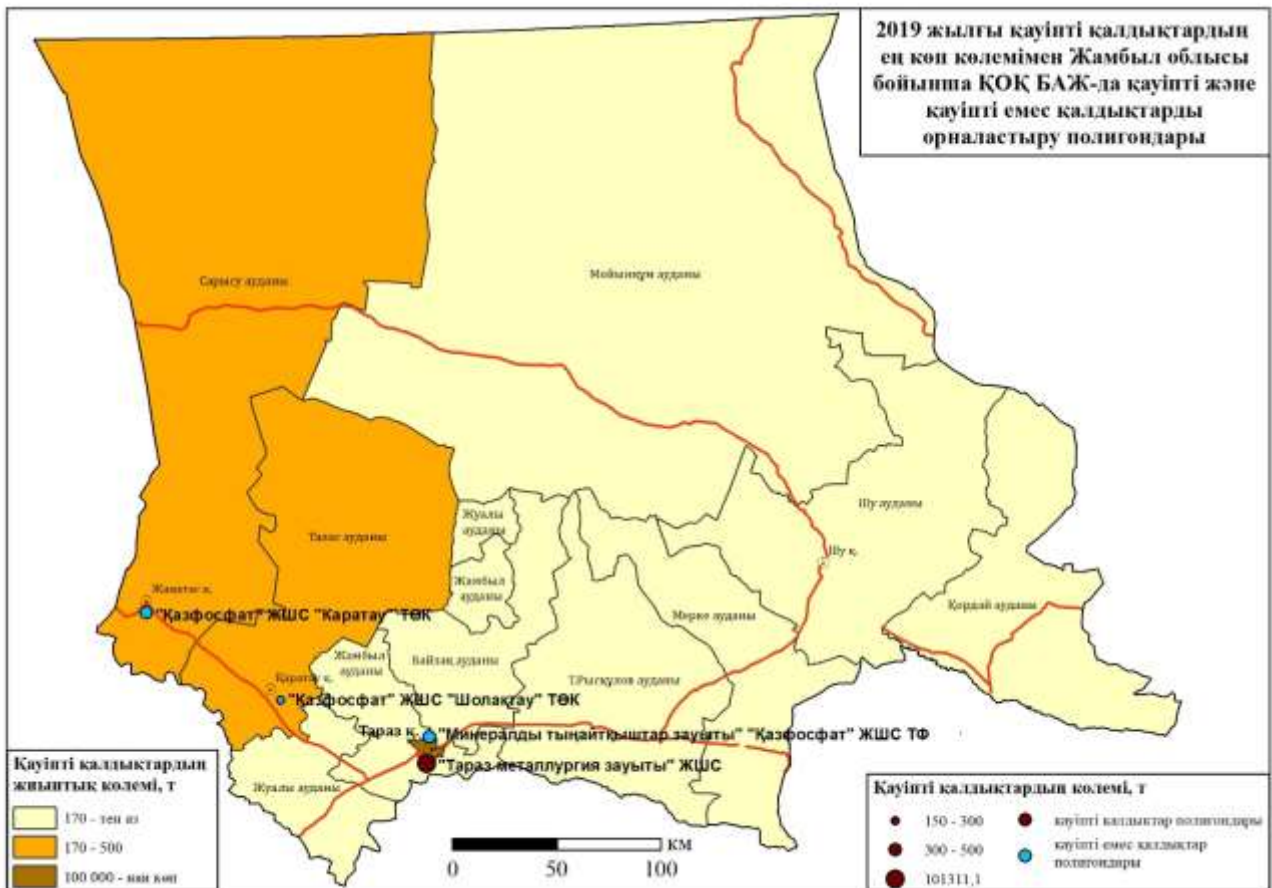 2019 жылғы қауіпті қалдықтардың
ең көп көлемімен Жамбыл облысы
бойынша ҚОҚ БАЖ-да қауіпті және
қауіпті емес қалдықтарды
орналастыру полигондары
Сарысу ауданы
Мойынқұм ауданы
Жуалы
ауданы
Шу ауданы
Талас ауданы
Шу қ.
Жамбыл
ауданы
Жаңатас қ.
"Қазфосфат" ЖШС "Каратау" ТӨК
Қордай ауданы
Мерке ауданы
Жамбыл
ауданы
Байзақ ауданы
Т.Рысқұлов ауданы
Қаратау қ.
"Қазфосфат" ЖШС "Шолақтау" ТӨК
Тараз қ.
"Минералды тыңайтқыштар зауыты" "Қазфосфат" ЖШС ТФ
"Тараз металлургия зауыты" ЖШС
Жуалы ауданы
Қауіпті қалдықтардың
жиынтық көлемі, т
170 - тен аз
170 - 500
100 000 - нан көп
0 50 100 КМ
Қауіпті қалдықтардың көлемі, т
150 - 300
300 - 500
101311,1
қауіпті қалдықтар полигондары
қауіпті емес қалдықтар
полигондары